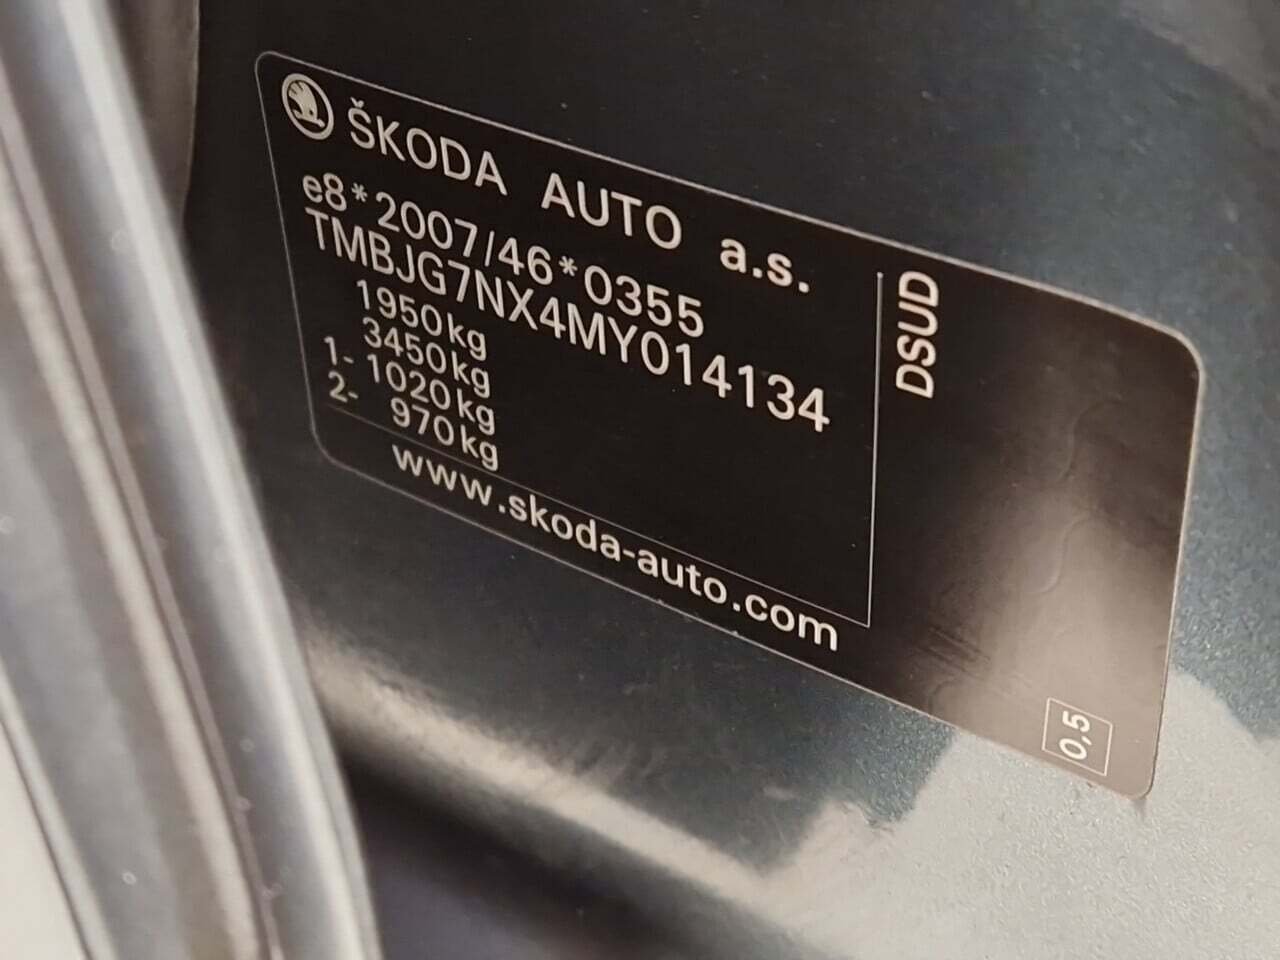 ŠKODA AUTO a.s.
e8*2007/46*0355
TMBJG7NX4MY014134
1950kg
3450kg
1- 1020kg
2- 970kg
www.skoda-auto.com
DSUD
0,5